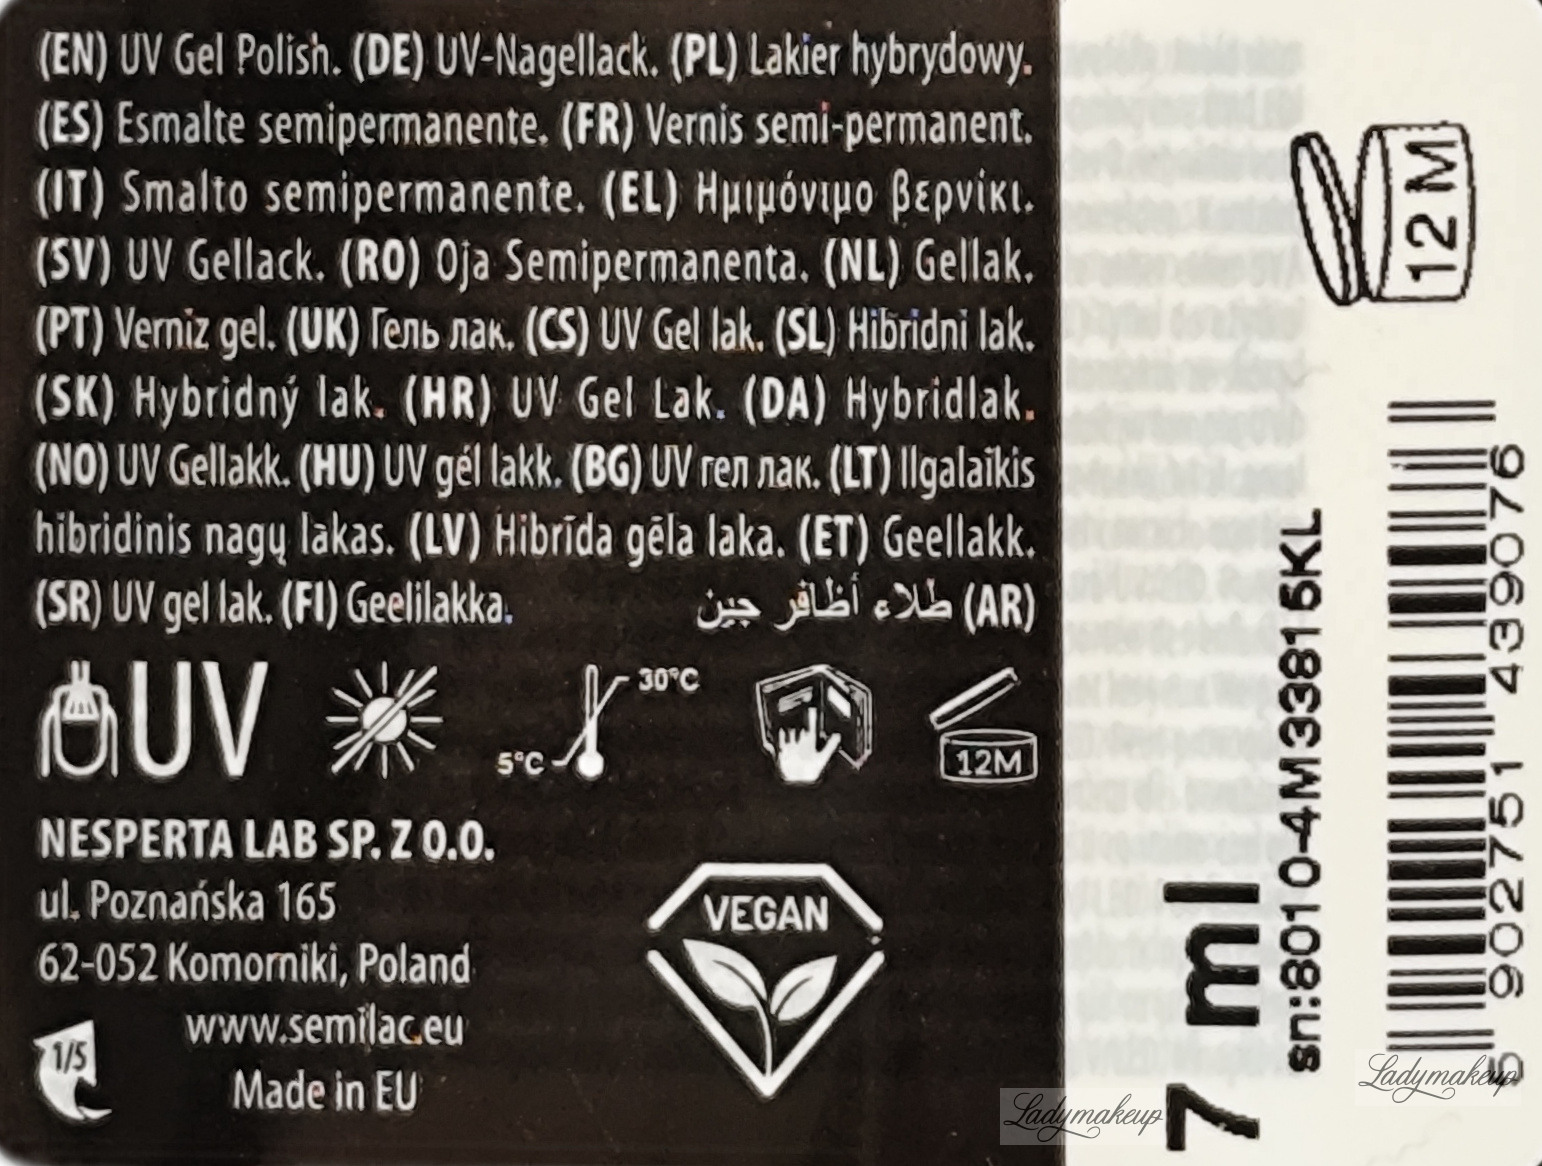 (EN) UV Gel Polish. (DE) UV-Nagellack. (PL) Lakier hybrydowy.
(ES) Esmalte semipermanente. (FR) Vernis semi-permanent.
(IT) Smalto semipermanente. (EL) Ημιμόνιμο βερνίκι.
(SV) UV Gellack. (RO) Oja Semipermanenta. (NL) Gellak.
(PT) Verniz gel. (UK) Гель лак. (CS) UV Gel lak. (SL) Hibridni lak.
(SK) Hybridný lak. (HR) UV Gel Lak. (DA) Hybridlak.
(NO) UV Gellakk. (HU) UV gél lakk. (BG) UV гел лак. (LT) Ilgalaikis
hibridinis nagų lakas. (LV) Hibrīda gēla laka. (ET) Geellakk.
(SR) UV gel lak. (FI) Geelilakka.
(AR) طلاء أظافر جين
UV
30°C
5°C
12M
NESPERTA LAB SP. Z O.O.
ul. Poznańska 165
62-052 Komorniki, Poland
www.semilac.eu
Made in EU
1/5
VEGAN
7 ml
sn:8010-4M33815KL
12M
5 902751 439076
Ladymakeup
Ladymakeup